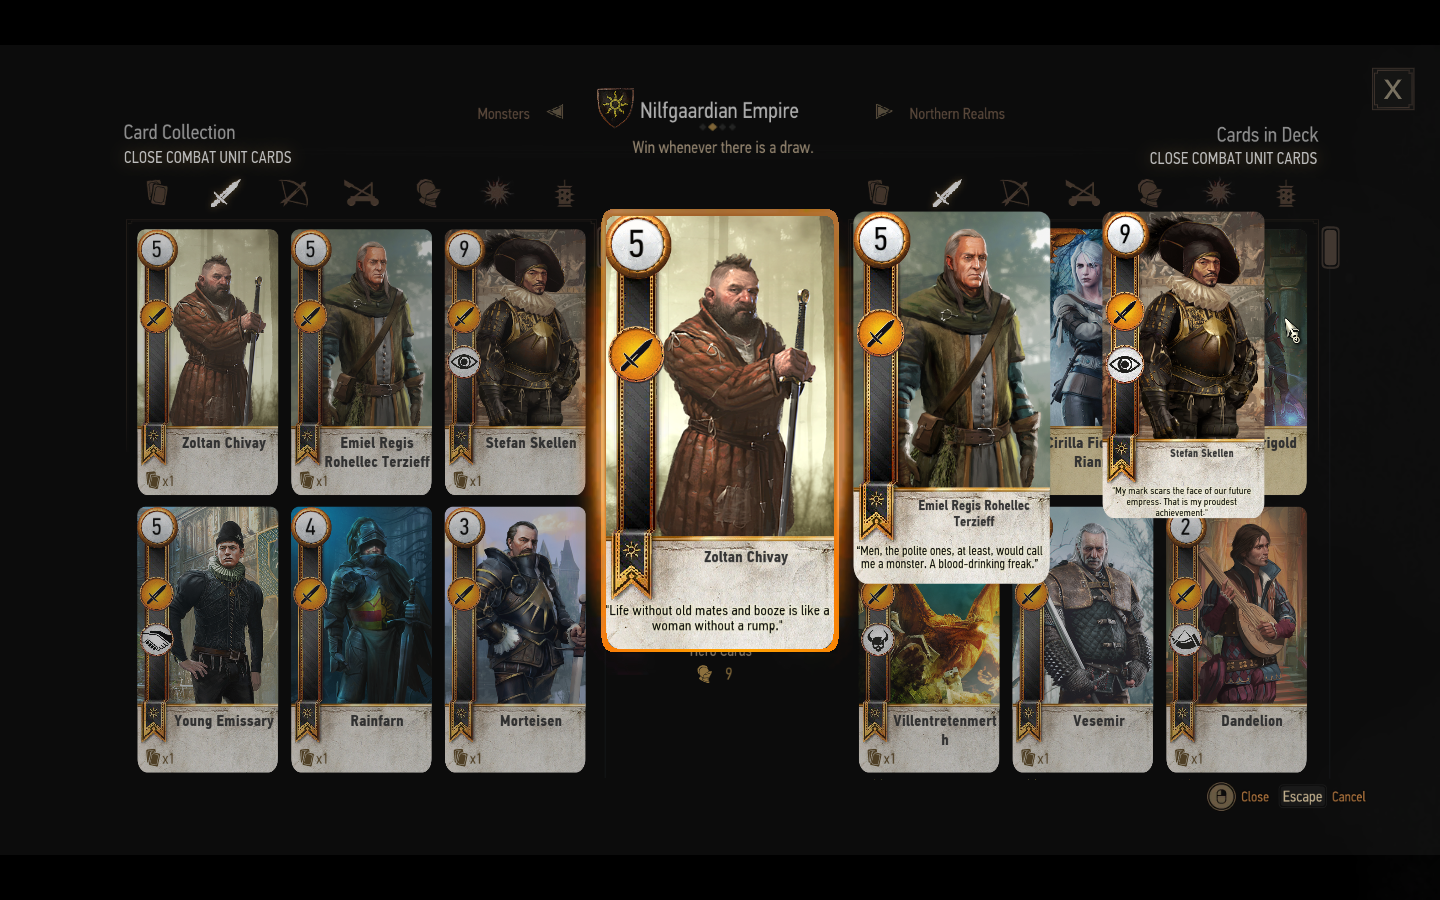 X
Nilfgaardian Empire
Monsters
Northern Realms
Win whenever there is a draw.
Card Collection
CLOSE COMBAT UNIT CARDS
Cards in Deck
CLOSE COMBAT UNIT CARDS
5
Zoltan Chivay
x1
5
Emiel Regis
Rohellec Terzieff
x1
9
Stefan Skellen
x1
5
Young Emissary
x1
4
Rainfarn
x1
3
Morteisen
x1
5
Zoltan Chivay
"Life without old mates and booze is like a
woman without a rump."
Hero Cards
9
5
Emiel Regis Rohellec
Terzieff
"Men, the polite ones, at least, would call
me a monster. A blood-drinking freak."
Cirilla
9
Stefan Skellen
"My mark scars the face of our future
empress. That is my proudest
achievement."
Villentretenmert
h
x1
Vesemir
x1
2
Dandelion
x1
Close
Escape
Cancel